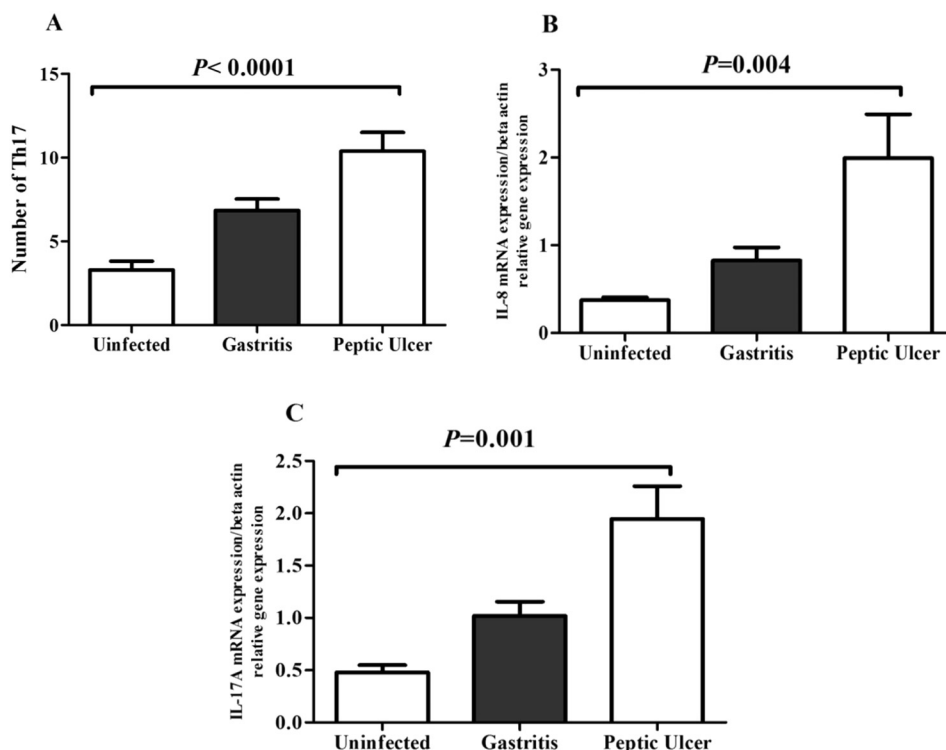 A
P< 0.0001
Number of Th17
15
10
5
0
Uinfected Gastritis Peptic Ulcer
B
P=0.004
IL-8 mRNA expression/beta actin
relative gene expression
3
2
1
0
Uninfected Gastritis Peptic Ulcer
C
P=0.001
IL-17A mRNA expression/beta actin
relative gene expression
2.5
2.0
1.5
1.0
0.5
0.0
Uninfected Gastritis Peptic Ulcer